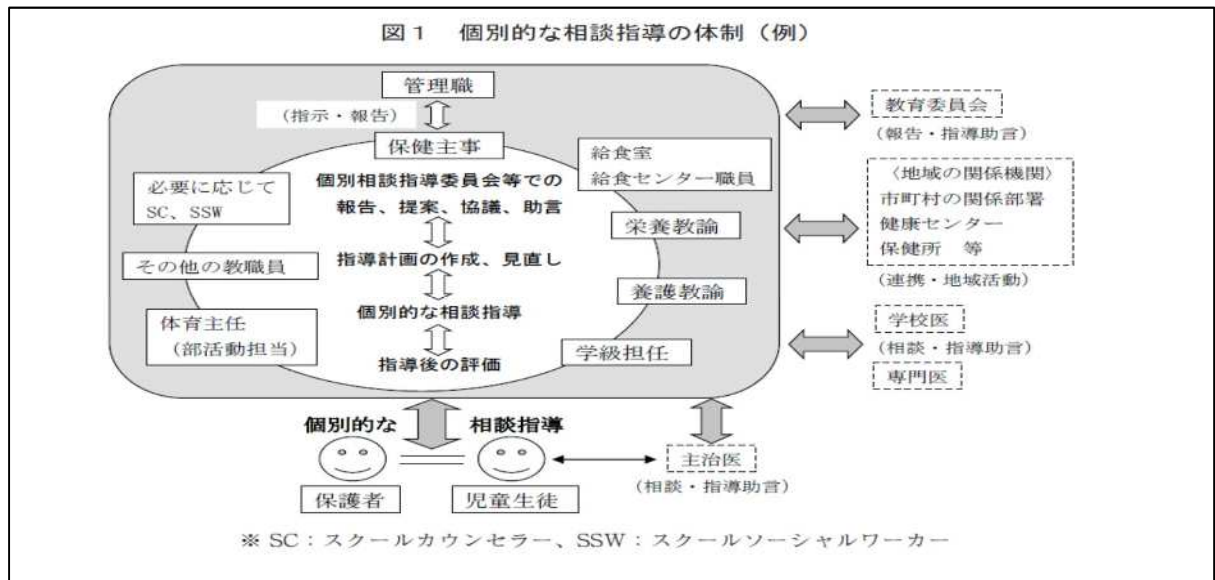 図1 個別的な相談指導の体制（例）
管理職
（指示・報告）
保健主事
給食室
給食センター職員
必要に応じて
SC、SSW
個別相談指導委員会等での
報告、提案、協議、助言
栄養教諭
その他の教職員
指導計画の作成、見直し
養護教諭
個別的な相談指導
体育主任
（部活動担当）
指導後の評価
学級担任
教育委員会
（報告・指導助言）
〈地域の関係機関〉
市町村の関係部署
健康センター
保健所 等
（連携・地域活動）
学校医
（相談・指導助言）
専門医
個別的な 相談指導
保護者
児童生徒
主治医
（相談・指導助言）
※ SC：スクールカウンセラー、SSW：スクールソーシャルワーカー